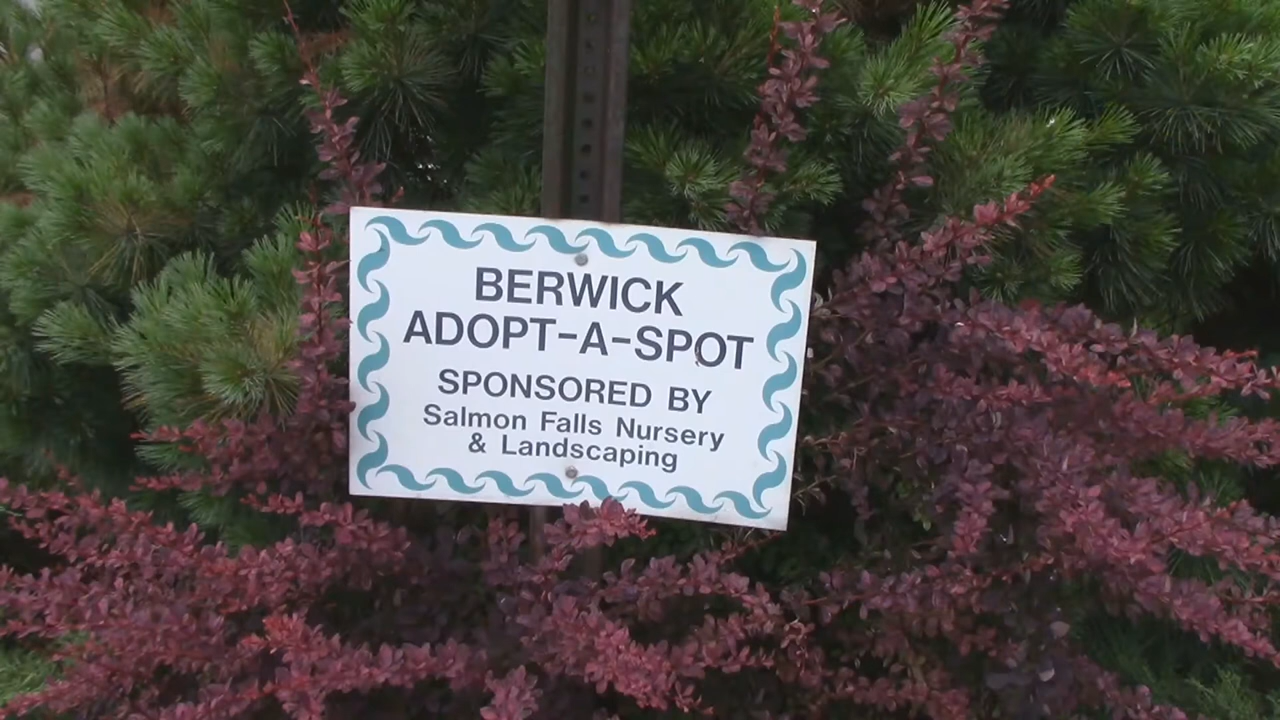 BERWICK
ADOPT-A-SPOT
SPONSORED BY
Salmon Falls Nursery
& Landscaping